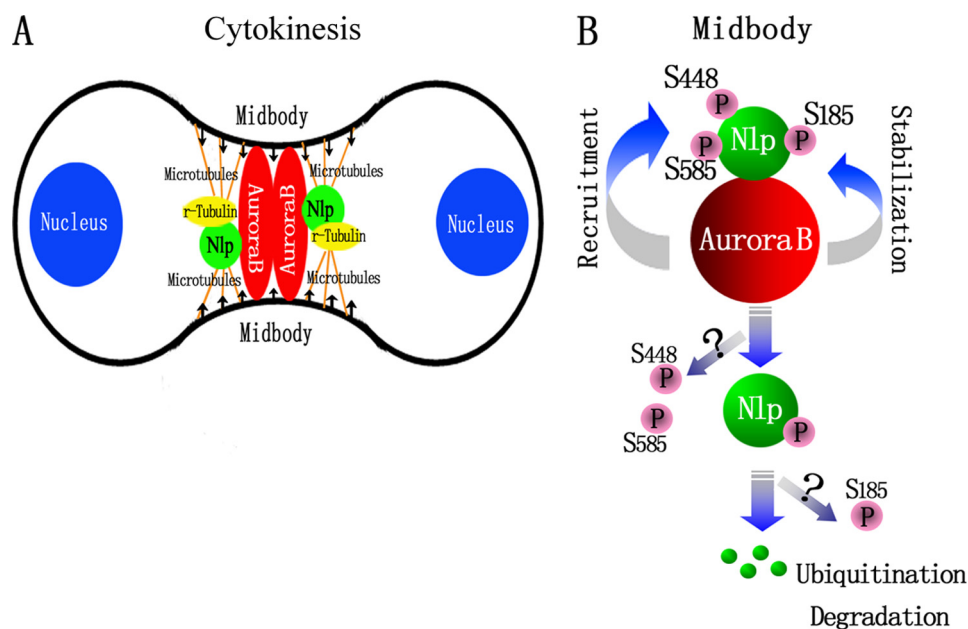 A
Cytokinesis
Midbody
Microtubules
Microtubules
Nucleus
r-Tubulin
Nlp
AuroraB
AuroraB
Nlp
r-Tubulin
Nucleus
Microtubules
Microtubules
Midbody
B
Midbody
S448
P
S185
P
Nlp
P
S585
Recruitment
Stabilization
Aurora B
?
S448
P
P
S585
Nlp
P
?
S185
P
Ubiquitination
Degradation